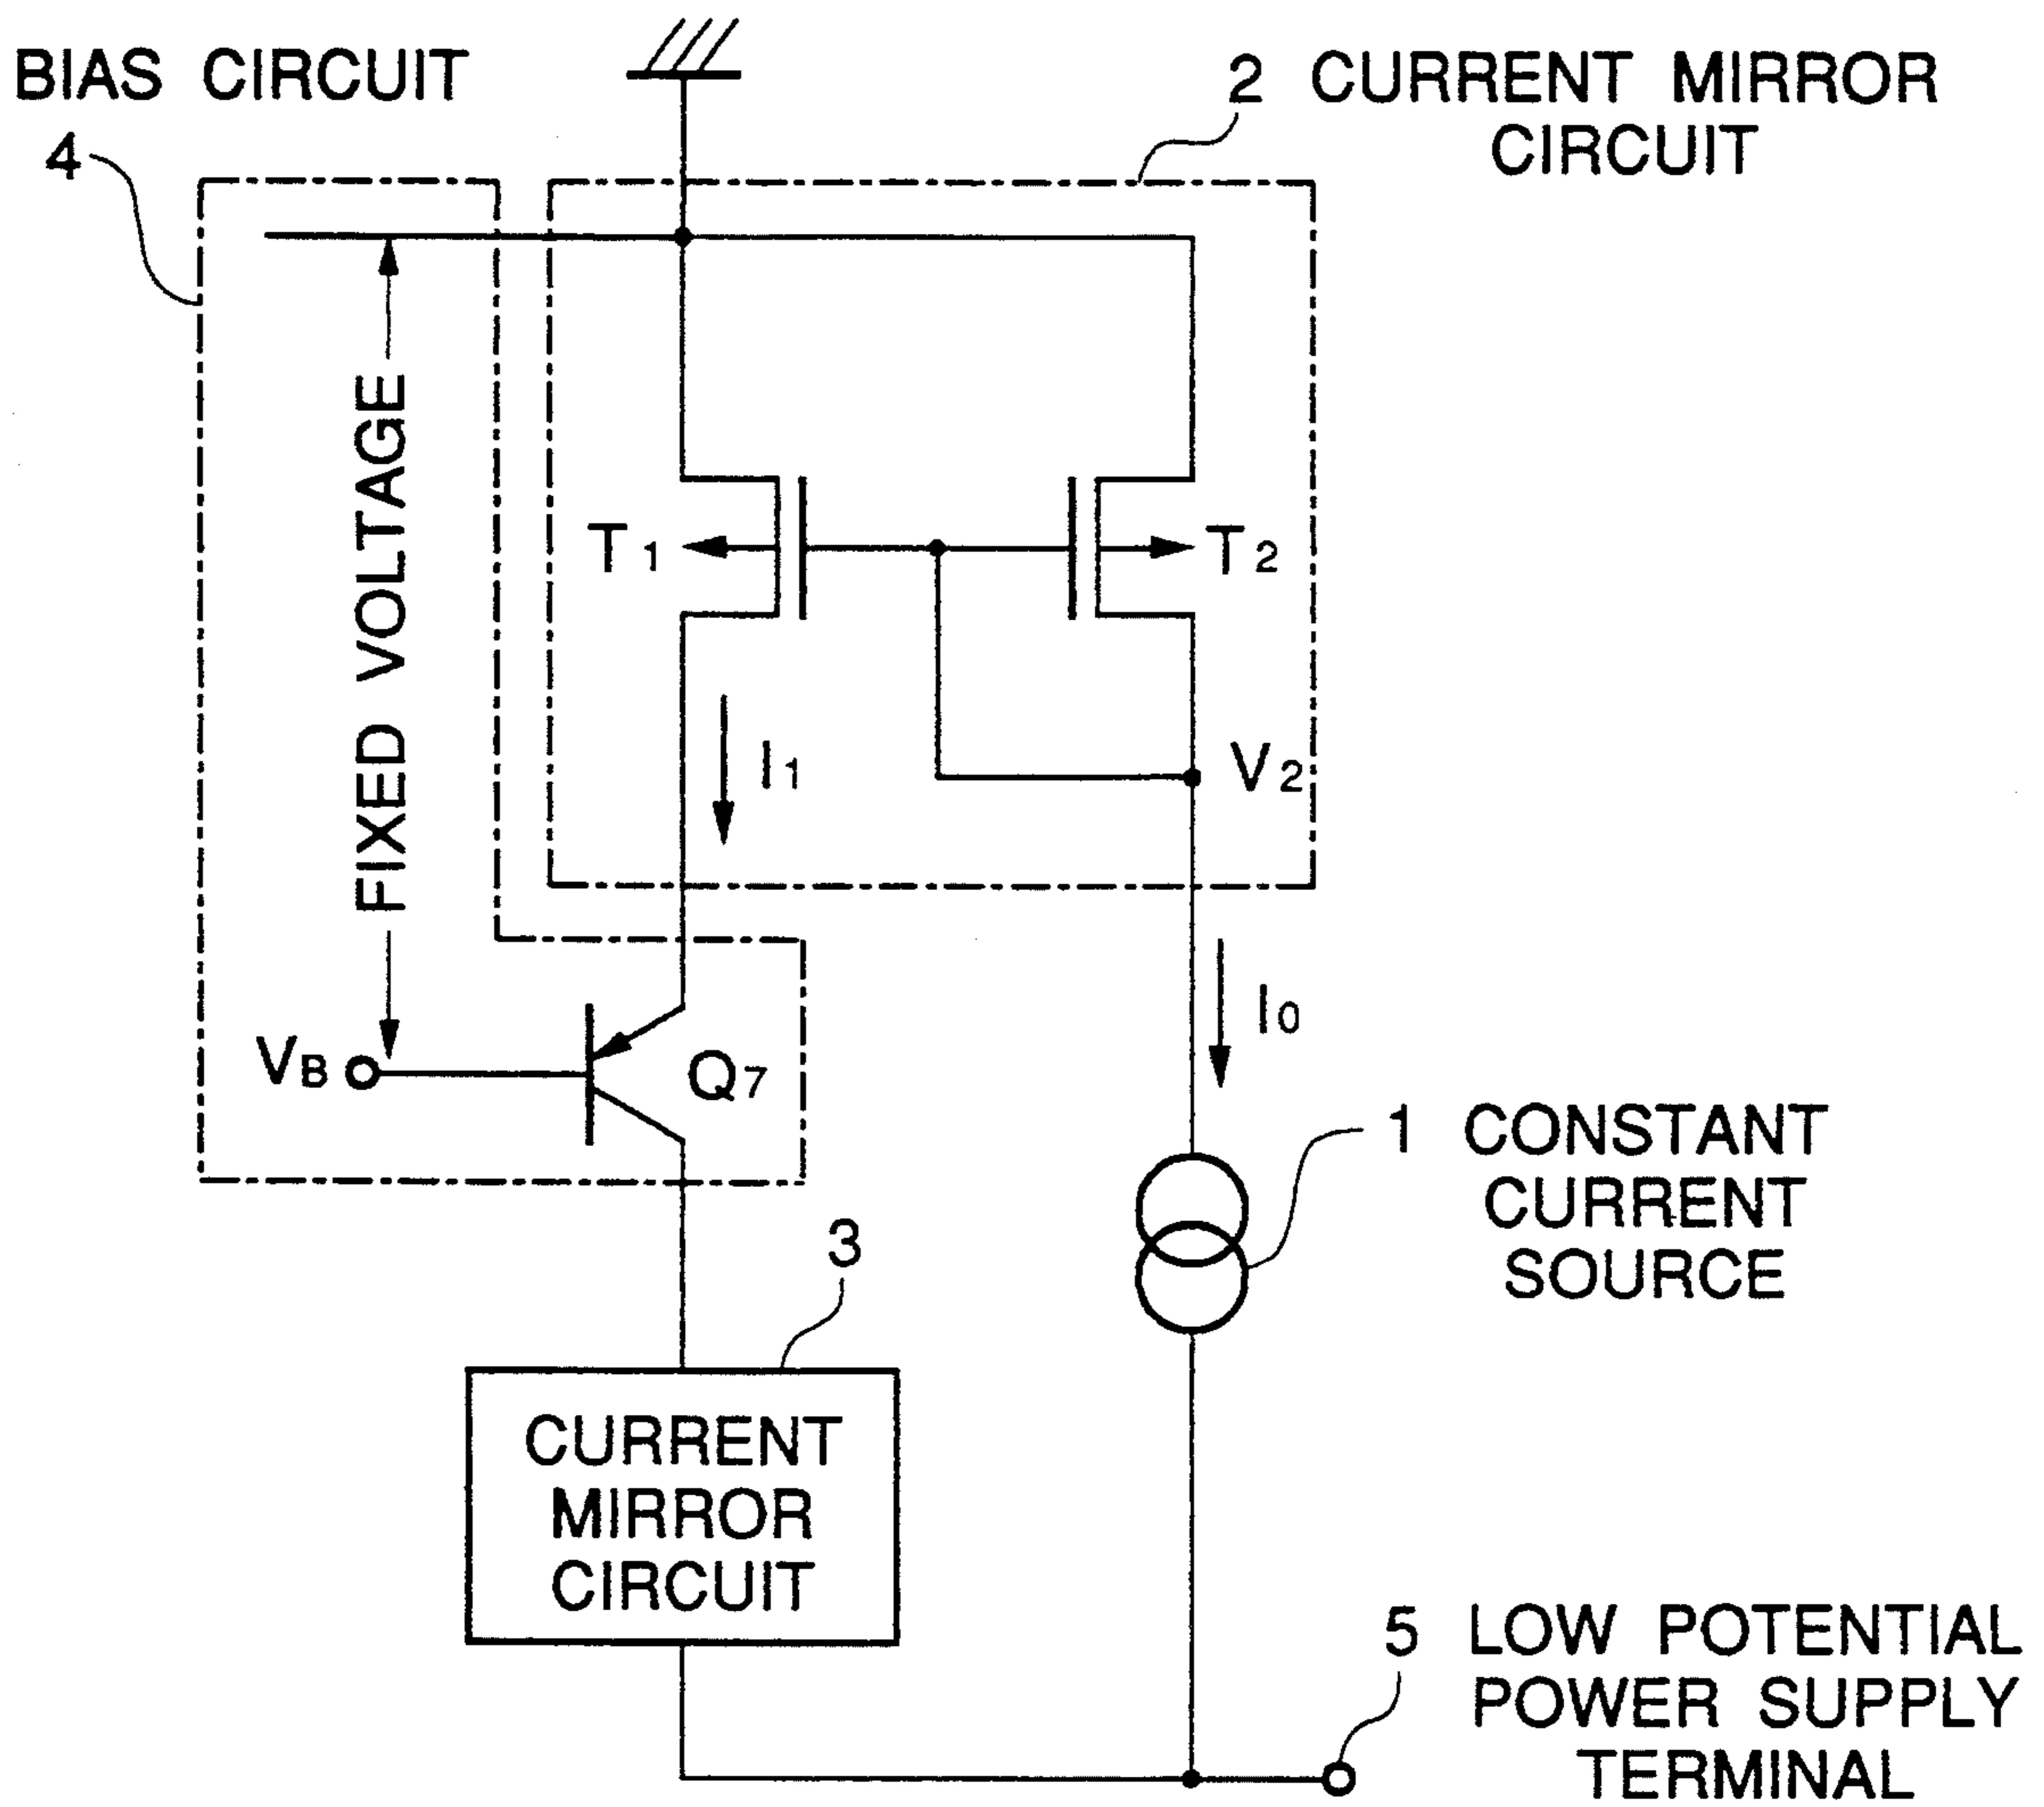 BIAS CIRCUIT
4
2 CURRENT MIRROR
CIRCUIT
FIXED VOLTAGE
T1
T2
I1
V2
I0
VB
Q7
1 CONSTANT
CURRENT
SOURCE
3
CURRENT
MIRROR
CIRCUIT
5 LOW POTENTIAL
POWER SUPPLY
TERMINAL